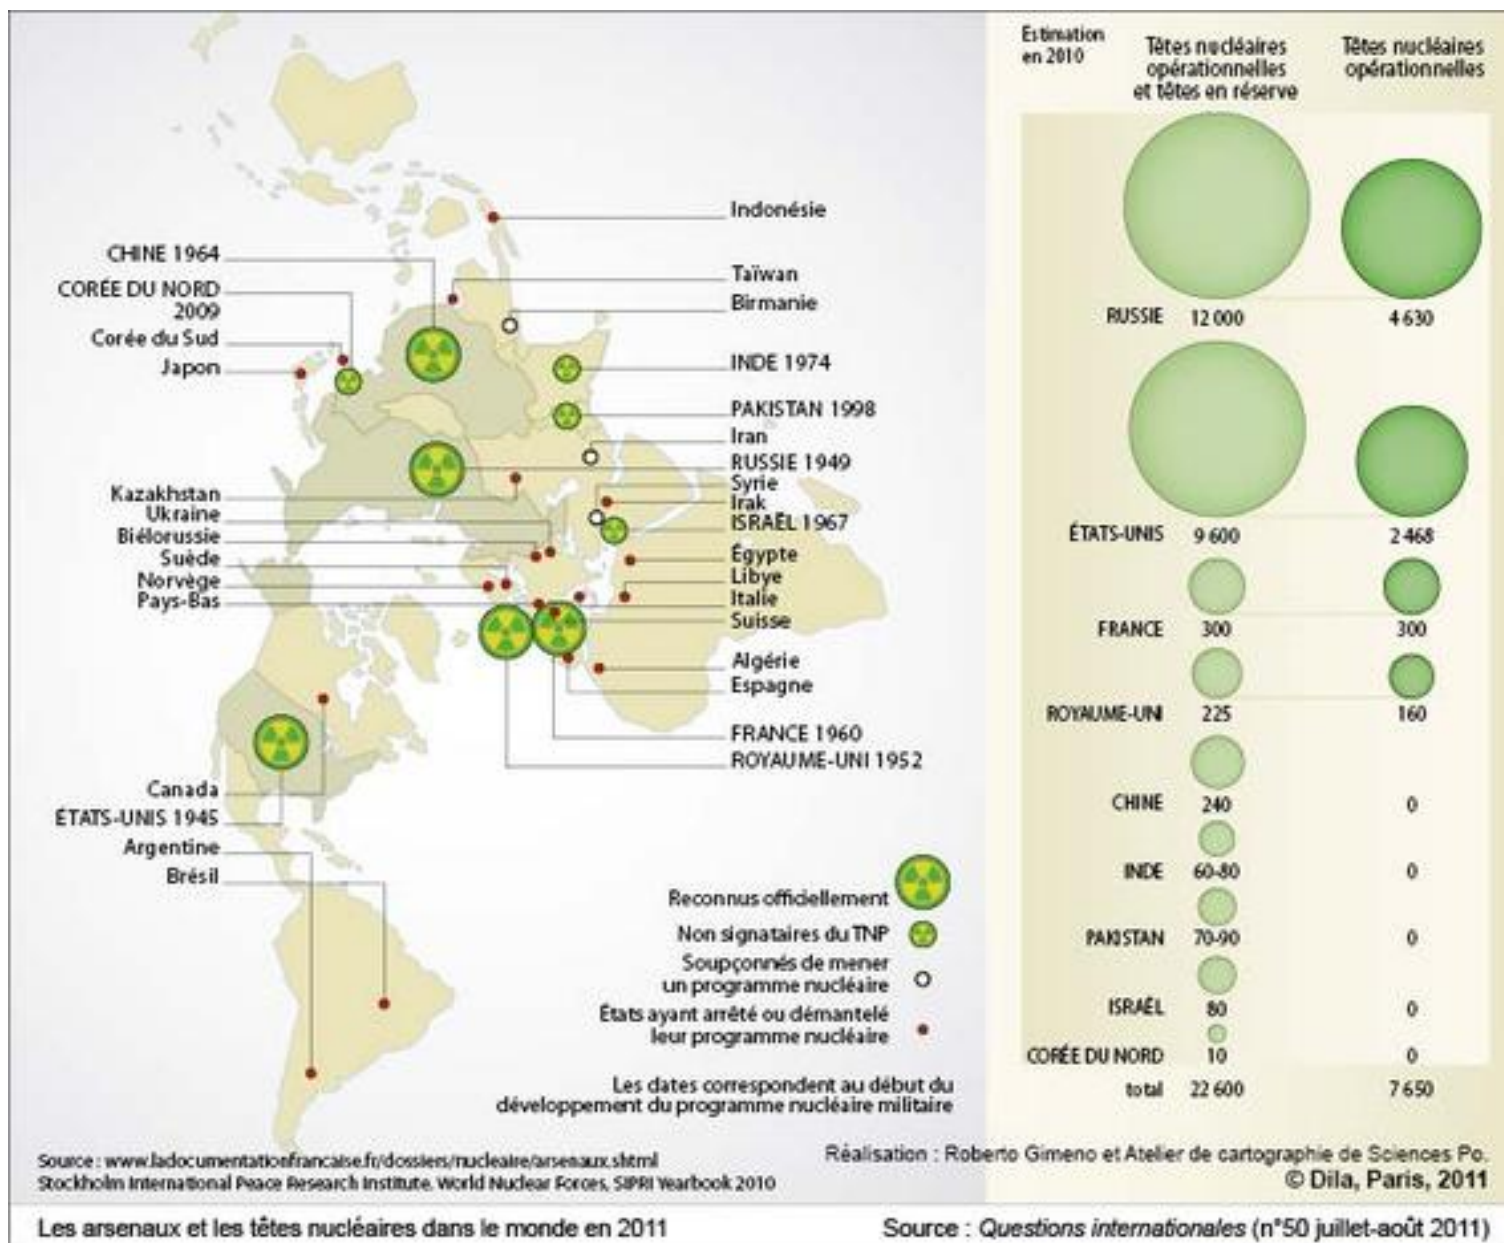 CHINE 1964
CORÉE DU NORD
2009
Corée du Sud
Japon
Kazakhstan
Ukraine
Biélorussie
Suède
Norvège
Pays-Bas
Canada
ÉTATS-UNIS 1945
Argentine
Brésil
Indonésie
Taïwan
Birmanie
INDE 1974
PAKISTAN 1998
Iran
RUSSIE 1949
Syrie
Irak
ISRAËL 1967
Égypte
Libye
Italie
Suisse
Algérie
Espagne
FRANCE 1960
ROYAUME-UNI 1952
Reconnus officiellement
Non signataires du TNP
Soupçonnés de mener
un programme nucléaire
États ayant arrêté ou démantelé
leur programme nucléaire
Les dates correspondent au début du
développement du programme nucléaire militaire
Source : www.ladocumentationfrancaise.fr/dossiers/nucleaire/arsenaux.shtml
Stockholm International Peace Research Institute. World Nuclear Forces, SIPRI Yearbook 2010
Estimation
en 2010
Têtes nucléaires
opérationnelles
et têtes en réserve
Têtes nucléaires
opérationnelles
RUSSIE 12 000 4 630
ÉTATS-UNIS 9 600 2 468
FRANCE 300 300
ROYAUME-UNI 225 160
CHINE 240 0
INDE 60-80 0
PAKISTAN 70-90 0
ISRAËL 80 0
CORÉE DU NORD 10 0
total 22 600 7 650
Réalisation : Roberto Gimeno et Atelier de cartographie de Sciences Po.
© Dila, Paris, 2011
Les arsenaux et les têtes nucléaires dans le monde en 2011
Source : Questions internationales (n°50 juillet-août 2011)